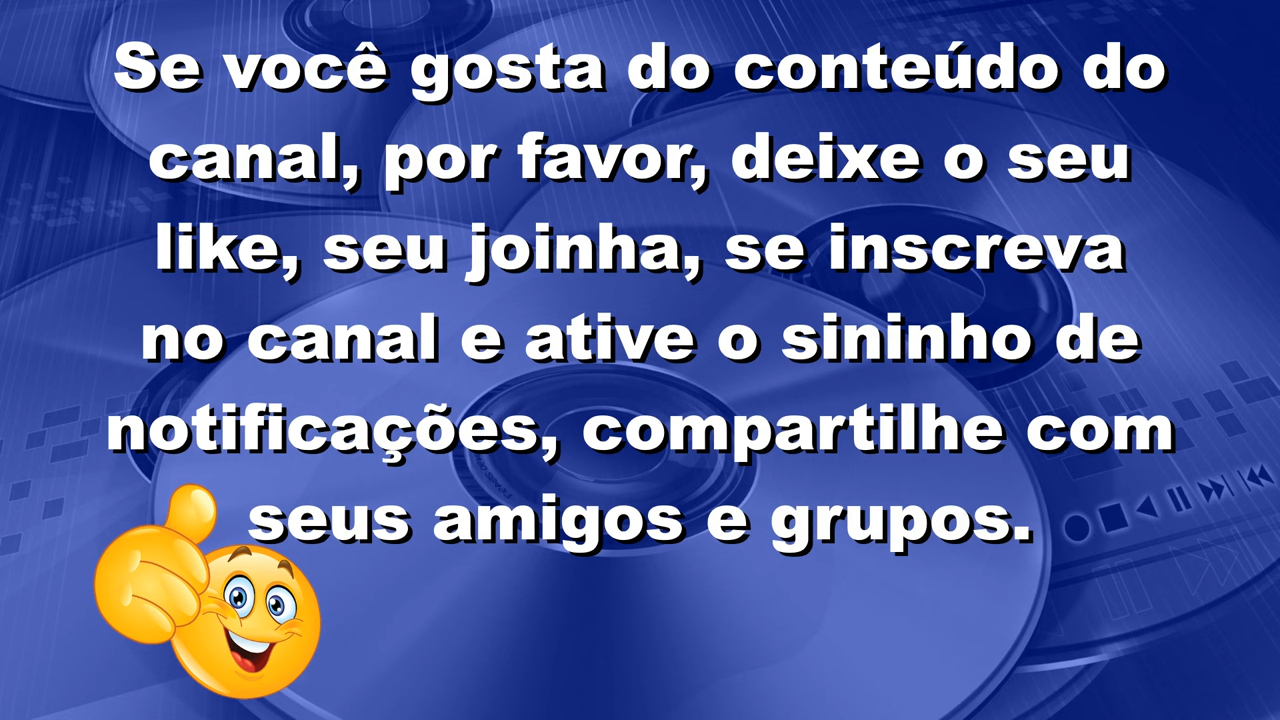 Se você gosta do conteúdo do
canal, por favor, deixe o seu
like, seu joinha, se inscreva
no canal e ative o sininho de
notificações, compartilhe com
seus amigos e grupos.